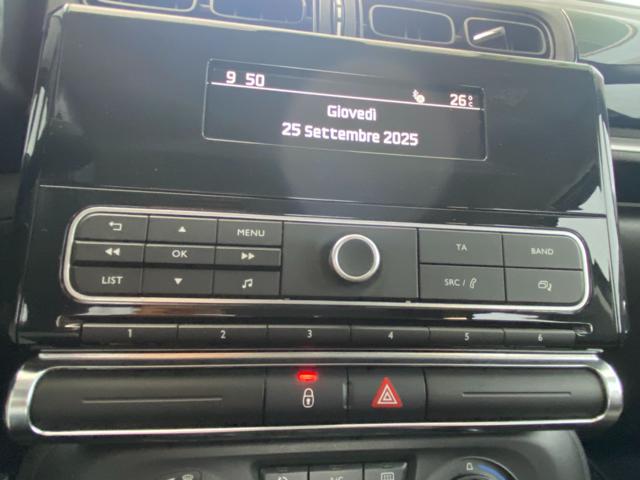 9 50 26°C
Giovedì
25 Settembre 2025
MENU
TA BAND
OK
LIST SRC /
1 2 3 4 5 6